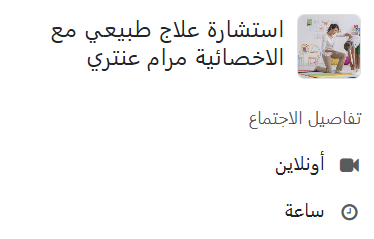 استشارة علاج طبيعي مع
الاخصائية مرام عنتري
تفاصيل الاجتماع
أونلاين
ساعة